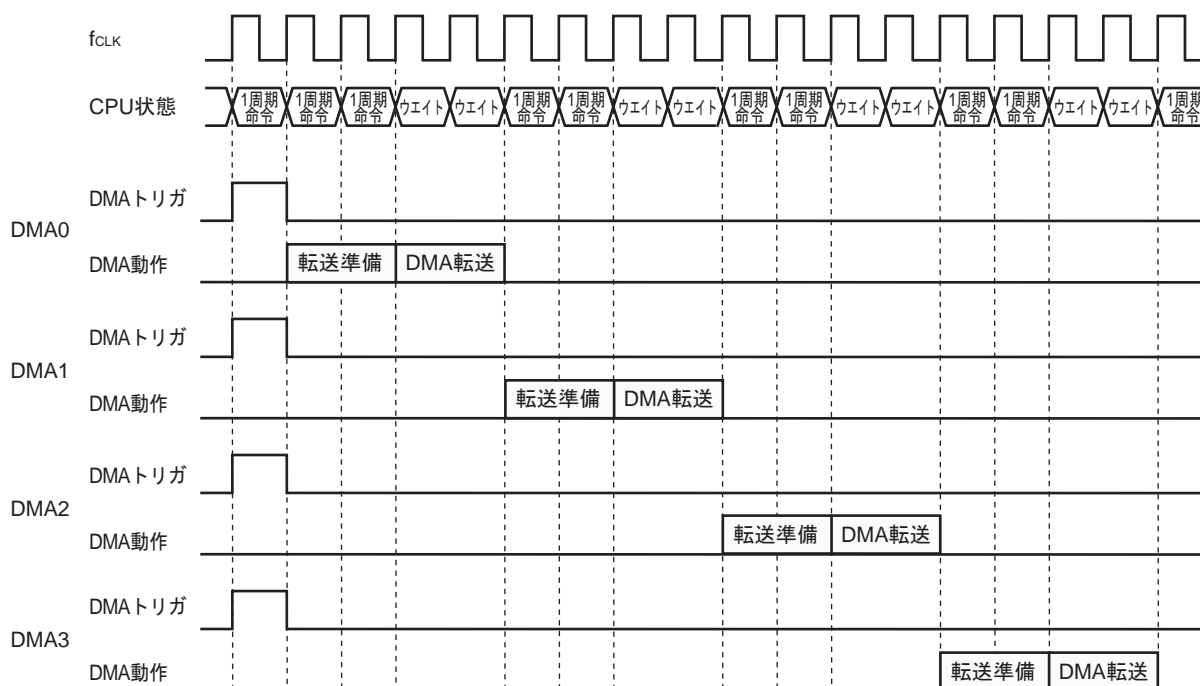 fCLK
CPU状態
1周期命令 1周期命令 1周期命令 ウエイト ウエイト 1周期命令 1周期命令 ウエイト ウエイト 1周期命令 1周期命令 ウエイト ウエイト 1周期命令 1周期命令 ウエイト ウエイト 1周期命令
DMA0
DMAトリガ
DMA動作
転送準備 DMA転送
DMA1
DMAトリガ
DMA動作
転送準備 DMA転送
DMA2
DMAトリガ
DMA動作
転送準備 DMA転送
DMA3
DMAトリガ
DMA動作
転送準備 DMA転送